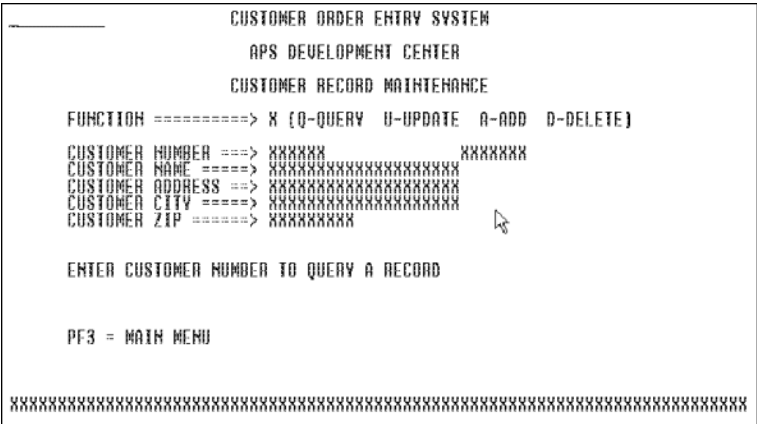 CUSTOMER ORDER ENTRY SYSTEM
APS DEVELOPMENT CENTER
CUSTOMER RECORD MAINTENANCE
FUNCTION ==========> X (Q-QUERY  U-UPDATE  A-ADD  D-DELETE)
CUSTOMER NUMBER ===> XXXXXX XXXXXXX
CUSTOMER NAME =====> XXXXXXXXXXXXXXXXXXXX
CUSTOMER ADDRESS ==> XXXXXXXXXXXXXXXXXXXX
CUSTOMER CITY =====> XXXXXXXXXXXXXXXXXXXX
CUSTOMER ZIP ======> XXXXXXXXX
ENTER CUSTOMER NUMBER TO QUERY A RECORD
PF3 = MAIN MENU
XXXXXXXXXXXXXXXXXXXXXXXXXXXXXXXXXXXXXXXXXXXXXXXXXXXXXXXXXXXXXXXXXXXXXXXXXXXXX